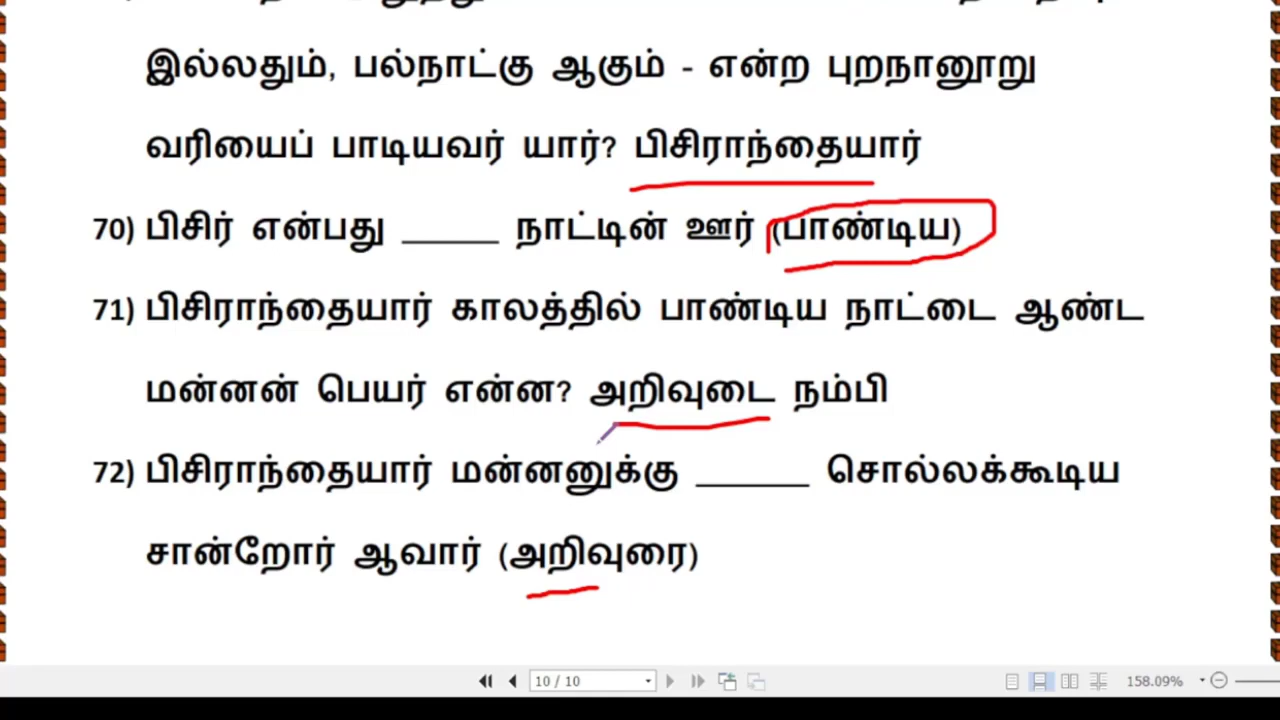 இல்லதும், பல்நாட்கு ஆகும் - என்ற புறநானூறு
வரியைப் பாடியவர் யார்? பிசிராந்தையார்
70) பிசிர் என்பது _____ நாட்டின் ஊர் (பாண்டிய)
71) பிசிராந்தையார் காலத்தில் பாண்டிய நாட்டை ஆண்ட
மன்னன் பெயர் என்ன? அறிவுடை நம்பி
72) பிசிராந்தையார் மன்னனுக்கு ______ சொல்லக்கூடிய
சான்றோர் ஆவார் (அறிவுரை)
10 / 10
158.09%